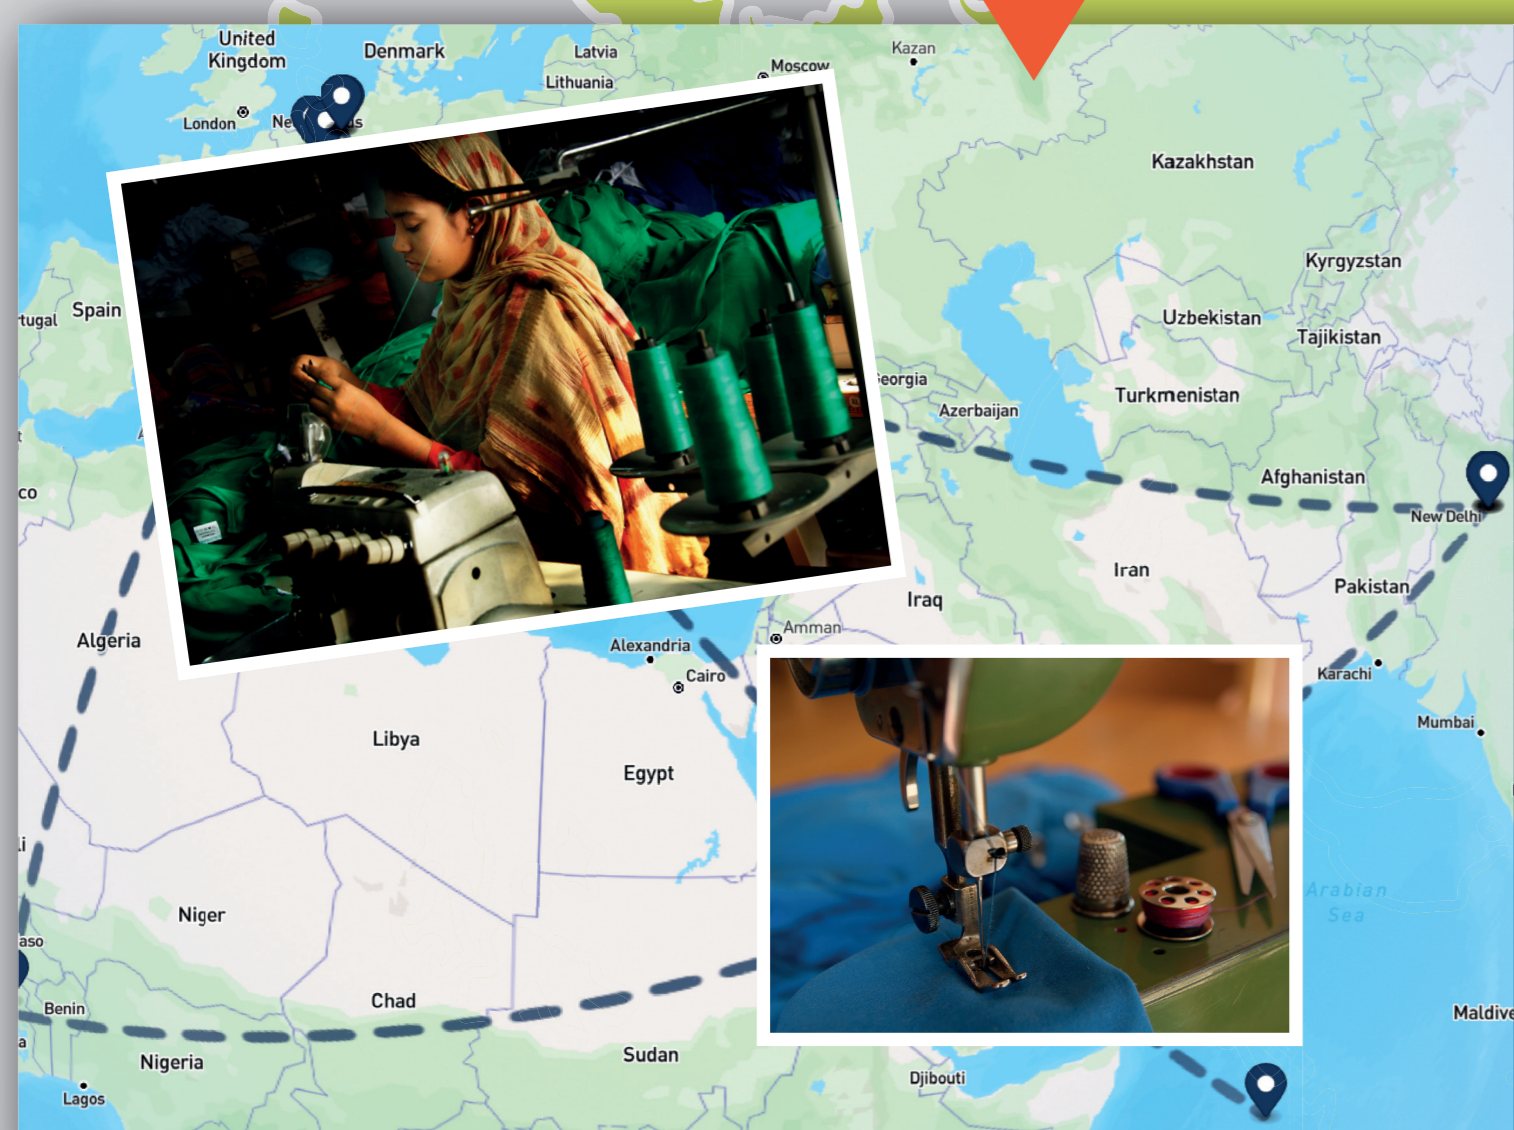 United
Kingdom
Denmark
Latvia
Lithuania
Moscow
Kazan
London
Kazakhstan
Kyrgyzstan
Spain
Uzbekistan
Tajikistan
Turkmenistan
Azerbaijan
Afghanistan
New Delhi
Iran
Pakistan
Iraq
Amman
Algeria
Alexandria
Cairo
Karachi
Mumbai
Libya
Egypt
Arabian
Sea
Niger
Benin
Chad
Nigeria
Sudan
Djibouti
Lagos